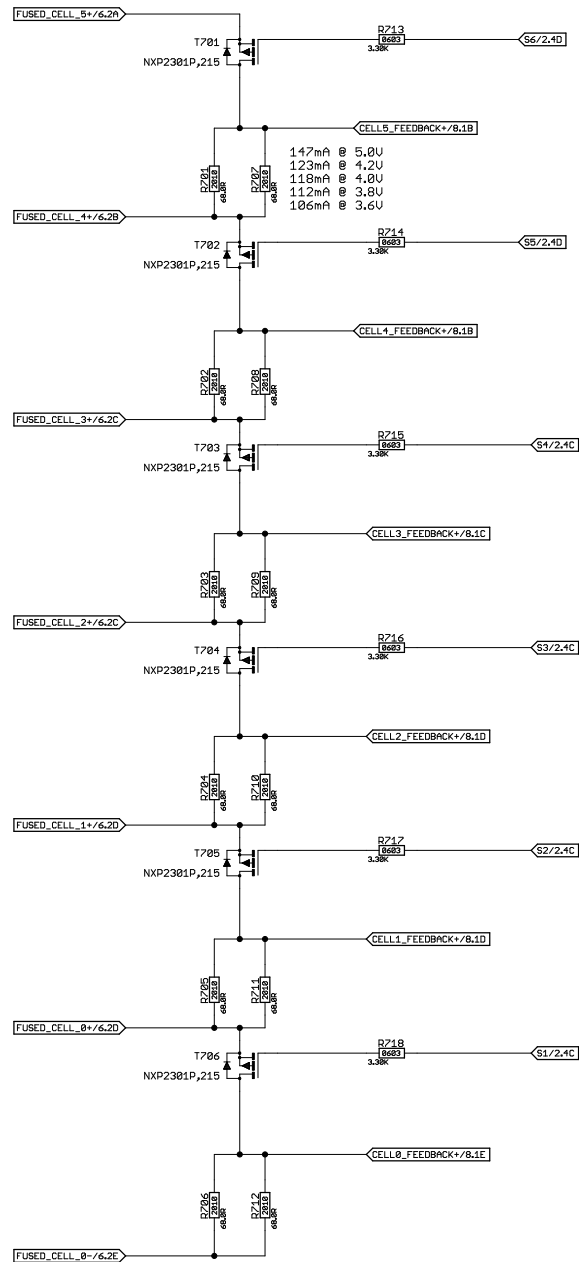 FUSED_CELL_5+/6.2A
T701
NXP2301P,215
R713
0603
3.30K
S6/2.4D
CELL5_FEEDBACK+/8.1B
R701
2010
68.0R
R707
2010
68.0R
147mA @ 5.0V
123mA @ 4.2V
118mA @ 4.0V
112mA @ 3.8V
106mA @ 3.6V
FUSED_CELL_4+/6.2B
T702
NXP2301P,215
R714
0603
3.30K
S5/2.4D
CELL4_FEEDBACK+/8.1B
R702
2010
68.0R
R708
2010
68.0R
FUSED_CELL_3+/6.2C
T703
NXP2301P,215
R715
0603
3.30K
S4/2.4C
CELL3_FEEDBACK+/8.1C
R703
2010
68.0R
R709
2010
68.0R
FUSED_CELL_2+/6.2C
T704
NXP2301P,215
R716
0603
3.30K
S3/2.4C
CELL2_FEEDBACK+/8.1D
R704
2010
68.0R
R710
2010
68.0R
FUSED_CELL_1+/6.2D
T705
NXP2301P,215
R717
0603
3.30K
S2/2.4C
CELL1_FEEDBACK+/8.1D
R705
2010
68.0R
R711
2010
68.0R
FUSED_CELL_0+/6.2D
T706
NXP2301P,215
R718
0603
3.30K
S1/2.4C
CELL0_FEEDBACK+/8.1E
R706
2010
68.0R
R712
2010
68.0R
FUSED_CELL_0-/6.2E